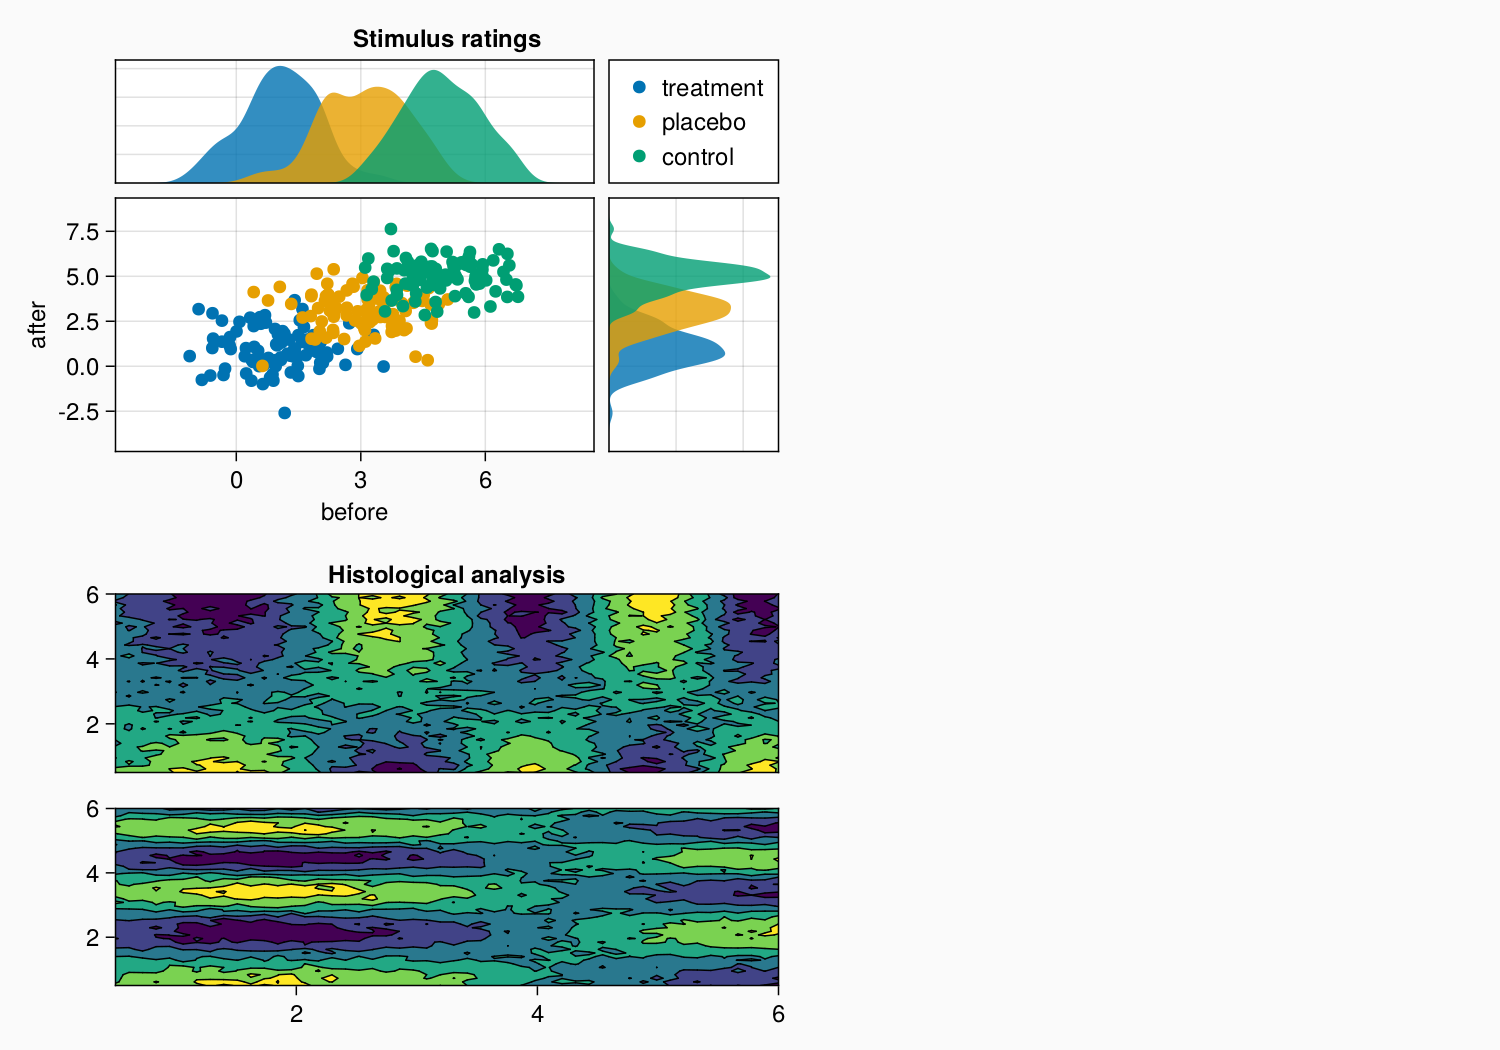 Stimulus ratings
treatment
placebo
control
7.5
5.0
2.5
0.0
-2.5
after
0 3 6
before
Histological analysis
6
4
2
6
4
2
2 4 6